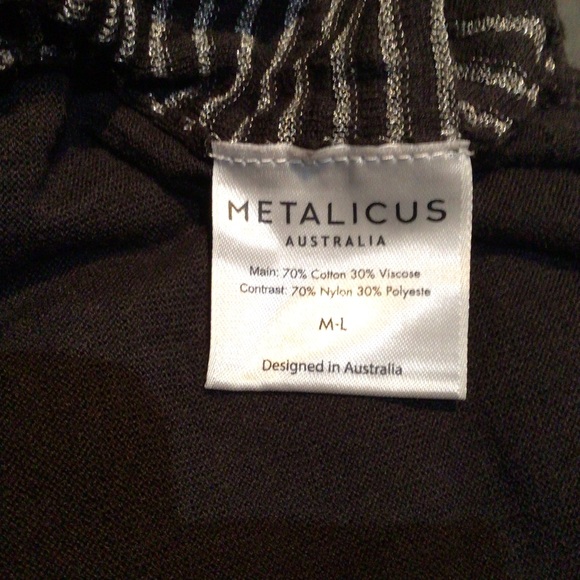 METALICUS
AUSTRALIA
Main: 70% Cotton 30% Viscose
Contrast: 70% Nylon 30% Polyeste
M-L
Designed in Australia